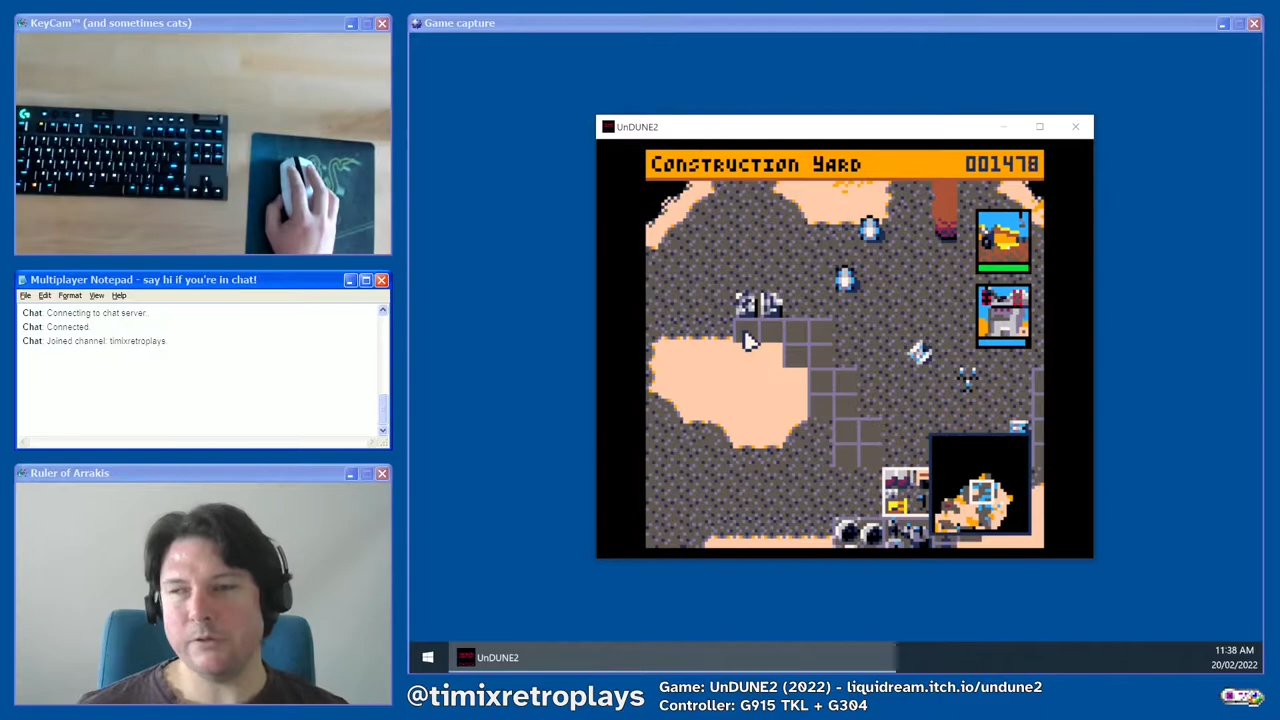 KeyCam™ (and sometimes cats)
Game capture
UnDUNE2
Construction Yard 001478
Multiplayer Notepad - say hi if you're in chat!
File Edit Format View Help
Chat: Connecting to chat server..
Chat: Connected.
Chat: Joined channel: timixretroplays
Ruler of Arrakis
UnDUNE2
11:38 AM
20/02/2022
@timixretroplays
Game: UnDUNE2 (2022) - liquidream.itch.io/undune2
Controller: G915 TKL + G304